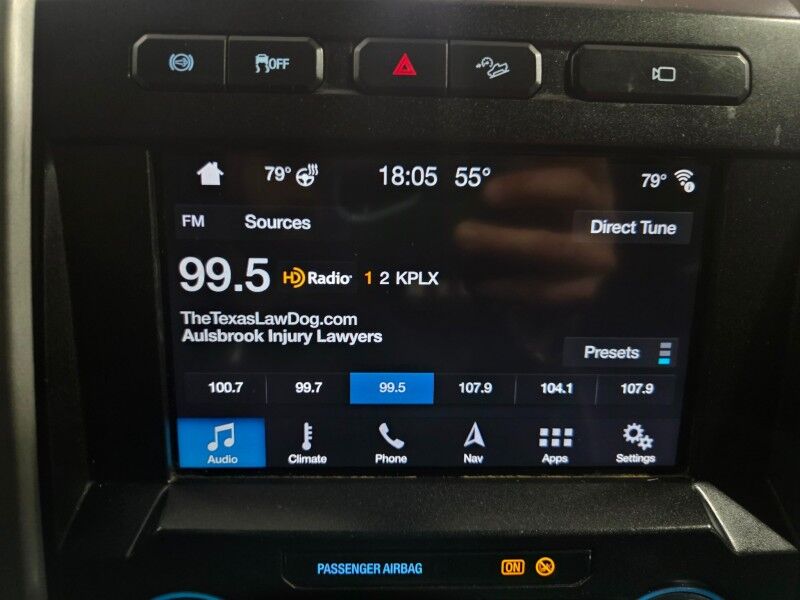 OFF
79° 18:05 55° 79°
FM Sources Direct Tune
99.5 HD Radio 1 2 KPLX
TheTexasLawDog.com
Aulsbrook Injury Lawyers
Presets
100.7 99.7 99.5 107.9 104.1 107.9
Audio Climate Phone Nav Apps Settings
PASSENGER AIRBAG ON